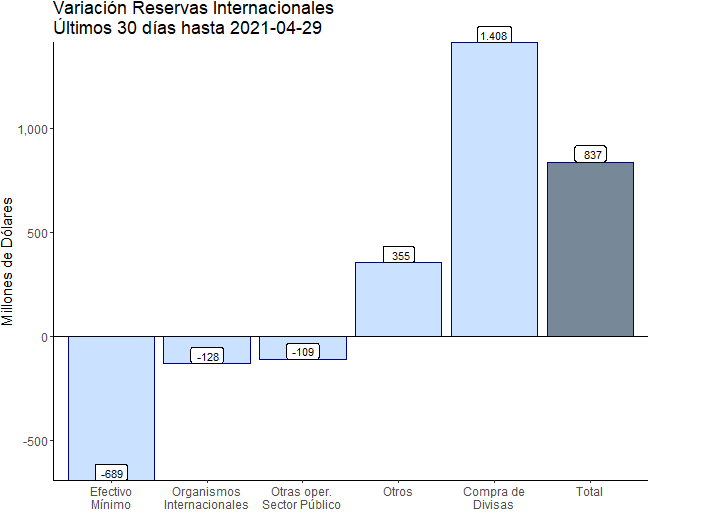 Variación Reservas Internacionales
Últimos 30 días hasta 2021-04-29
Millones de Dólares
1,000
500
0
-500
-689
-128
-109
355
1.408
837
Efectivo
Mínimo
Organismos
Internacionales
Otras oper.
Sector Público
Otros
Compra de
Divisas
Total